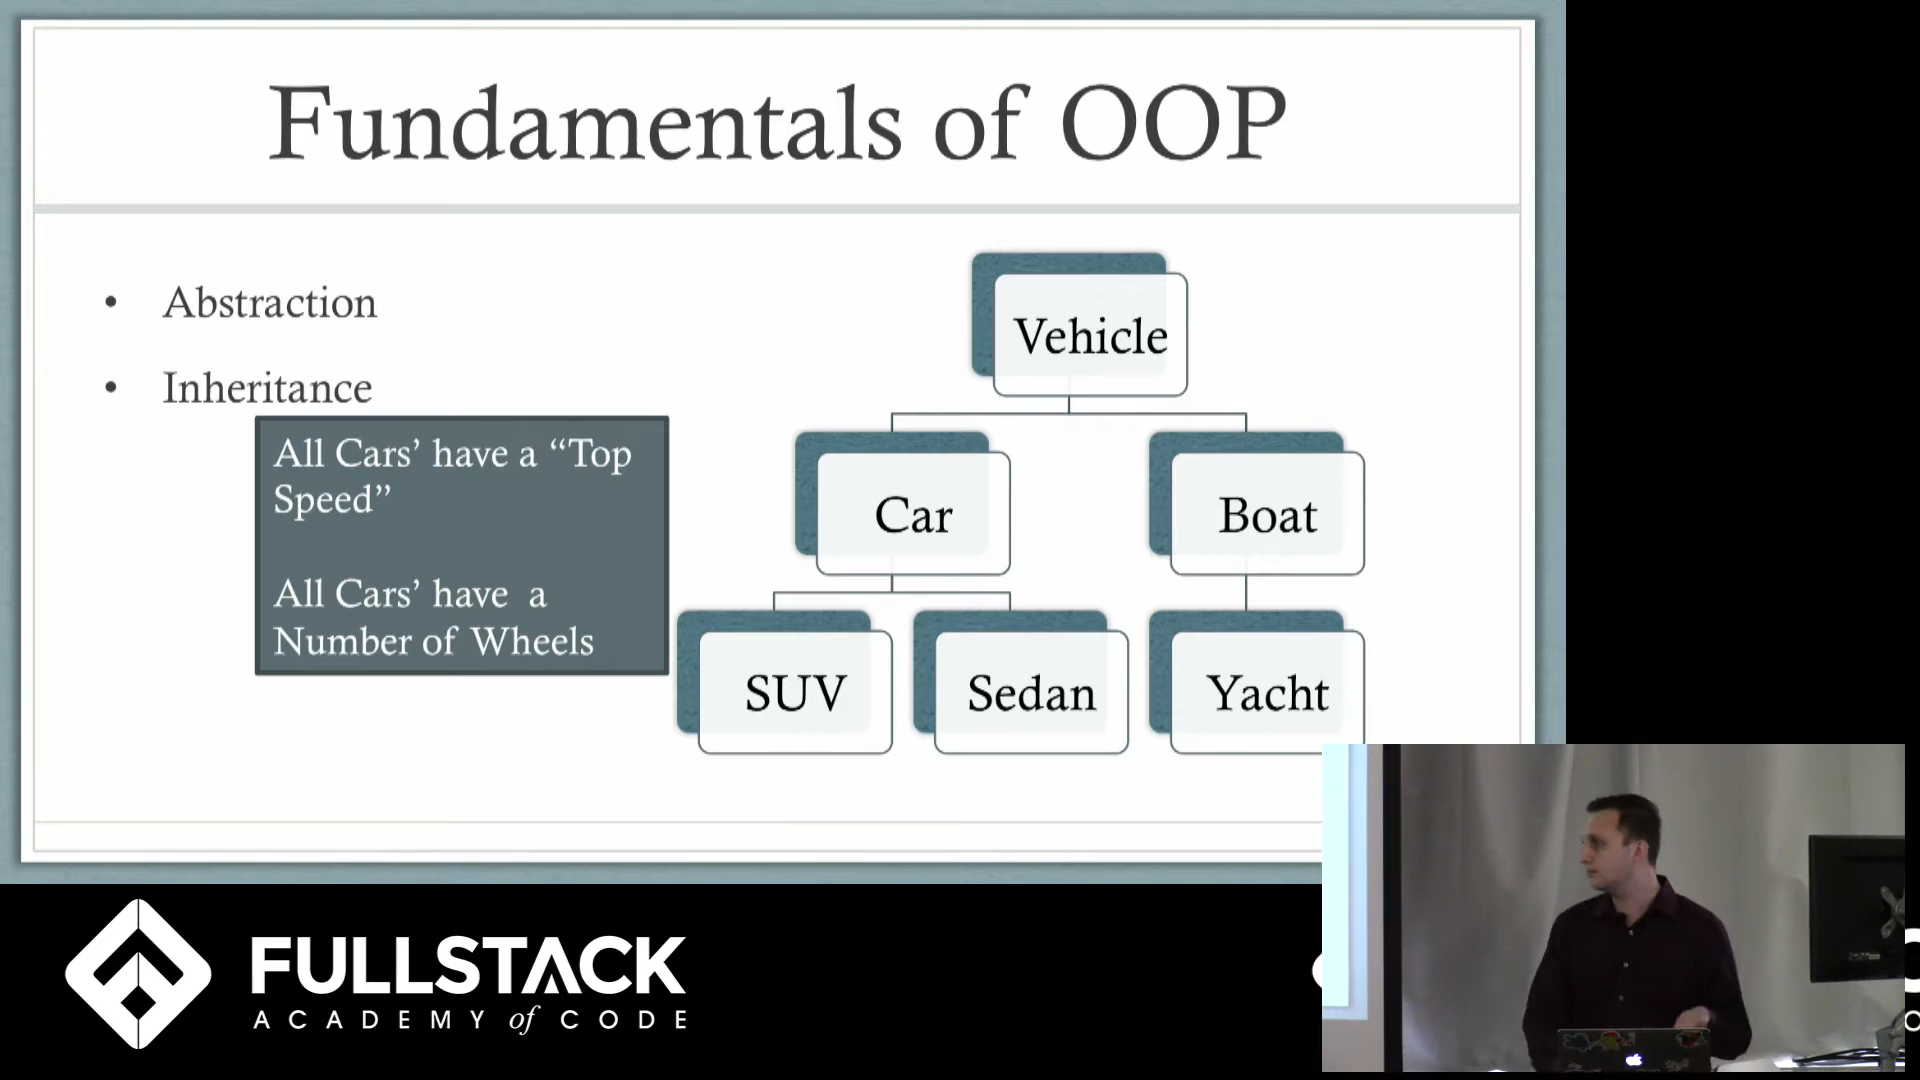 Fundamentals of OOP
• Abstraction
• Inheritance
All Cars’ have a “Top
Speed”
All Cars’ have a
Number of Wheels
Vehicle
Car
Boat
SUV
Sedan
Yacht
FULLSTACK
ACADEMY of CODE